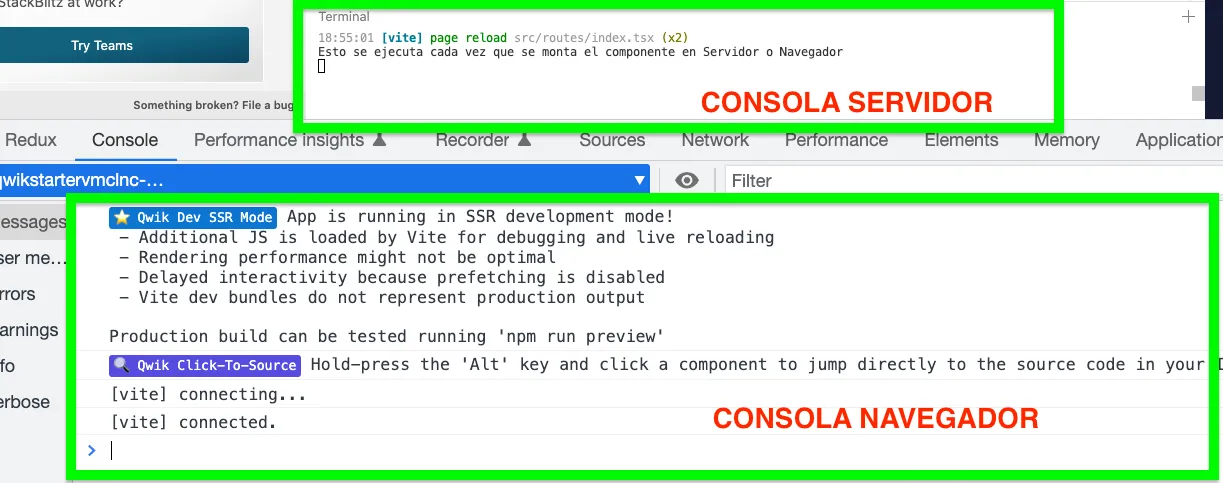 StackBlitz at work?
Try Teams
Something broken? File a bug
Terminal
18:55:01 [vite] page reload src/routes/index.tsx (x2)
Esto se ejecuta cada vez que se monta el componente en Servidor o Navegador
CONSOLA SERVIDOR
Redux Console Performance insights Recorder Sources Network Performance Elements Memory Application
qwikstartervmclnc-... Filter
essages
ser me...
rrors
arnings
fo
erbose
Qwik Dev SSR Mode App is running in SSR development mode!
- Additional JS is loaded by Vite for debugging and live reloading
- Rendering performance might not be optimal
- Delayed interactivity because prefetching is disabled
- Vite dev bundles do not represent production output
Production build can be tested running 'npm run preview'
Qwik Click-To-Source Hold-press the 'Alt' key and click a component to jump directly to the source code in your
[vite] connecting...
[vite] connected.
CONSOLA NAVEGADOR
>